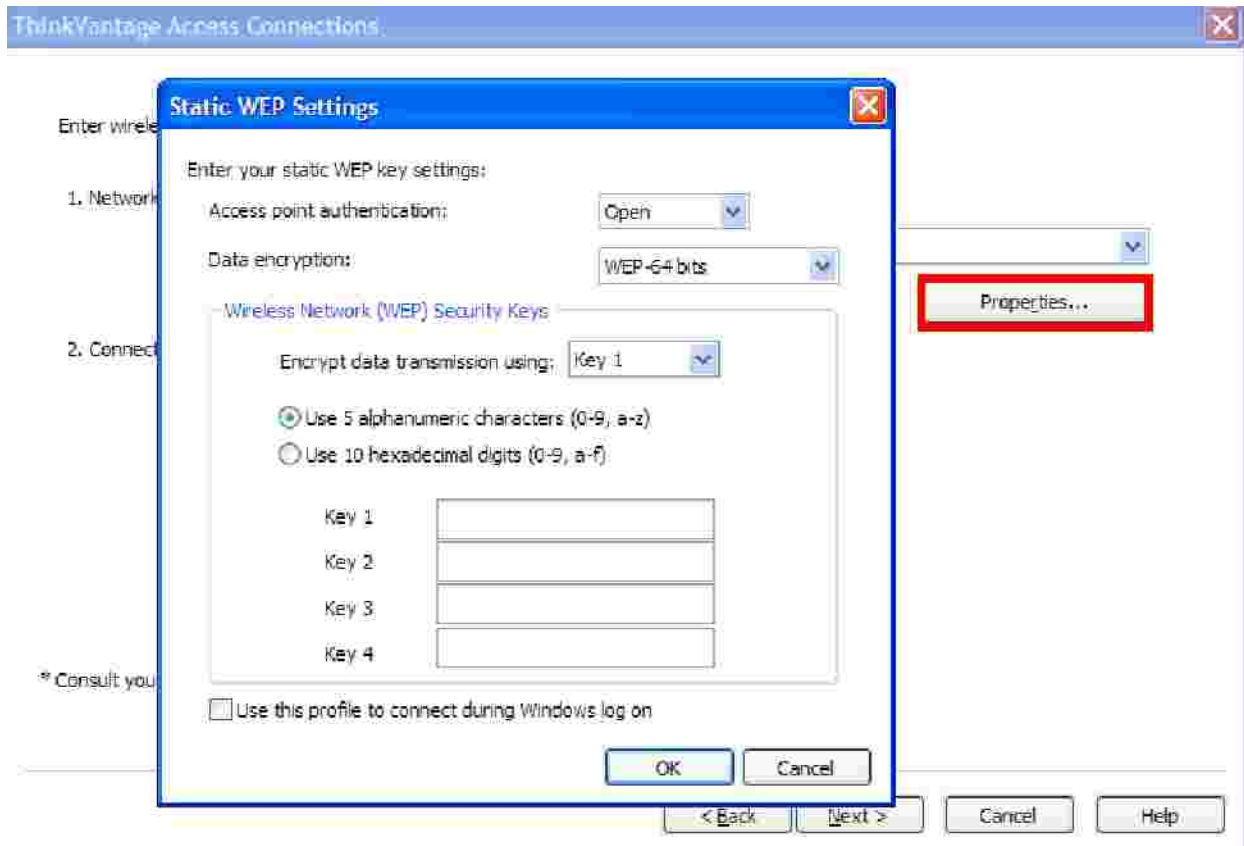 ThinkVantage Access Connections
Static WEP Settings
Enter wirele
Enter your static WEP key settings:
1. Network
Access point authentication:
Open
Data encryption:
WEP-64 bits
Properties...
Wireless Network (WEP) Security Keys
2. Connect
Encrypt data transmission using:
Key 1
Use 5 alphanumeric characters (0-9, a-z)
Use 10 hexadecimal digits (0-9, a-f)
Key 1
Key 2
Key 3
Key 4
* Consult you
Use this profile to connect during Windows log on
OK
Cancel
< Back
Next >
Cancel
Help